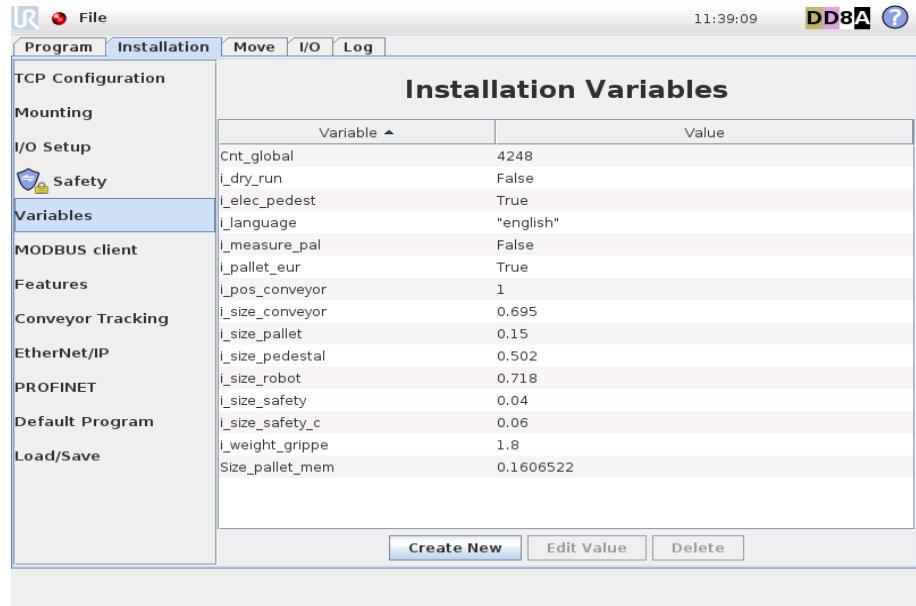 UR File 11:39:09 DD8A ?
Program Installation Move I/O Log
TCP Configuration
Mounting
I/O Setup
Safety
Variables
MODBUS client
Features
Conveyor Tracking
EtherNet/IP
PROFINET
Default Program
Load/Save
Installation Variables
Variable Value
Cnt_global 4248
i_dry_run False
i_elec_pedest True
i_language "english"
i_measure_pal False
i_pallet_eur True
i_pos_conveyor 1
i_size_conveyor 0.695
i_size_pallet 0.15
i_size_pedestal 0.502
i_size_robot 0.718
i_size_safety 0.04
i_size_safety_c 0.06
i_weight_grippe 1.8
Size_pallet_mem 0.1606522
Create New Edit Value Delete